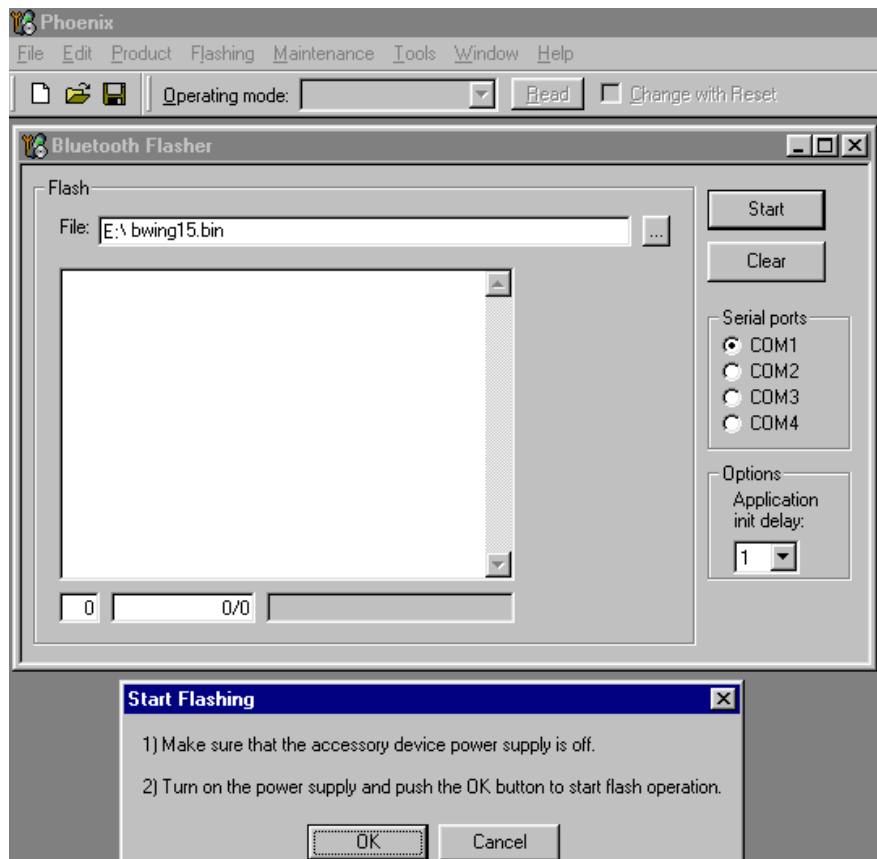 Phoenix
File Edit Product Flashing Maintenance Tools Window Help
Operating mode: Read Change with Reset
Bluetooth Flasher
Flash
File: E:\ bwing15.bin ...
Start
Clear
Serial ports
COM1
COM2
COM3
COM4
Options
Application
init delay:
1
0 0/0
Start Flashing
1) Make sure that the accessory device power supply is off.
2) Turn on the power supply and push the OK button to start flash operation.
OK Cancel